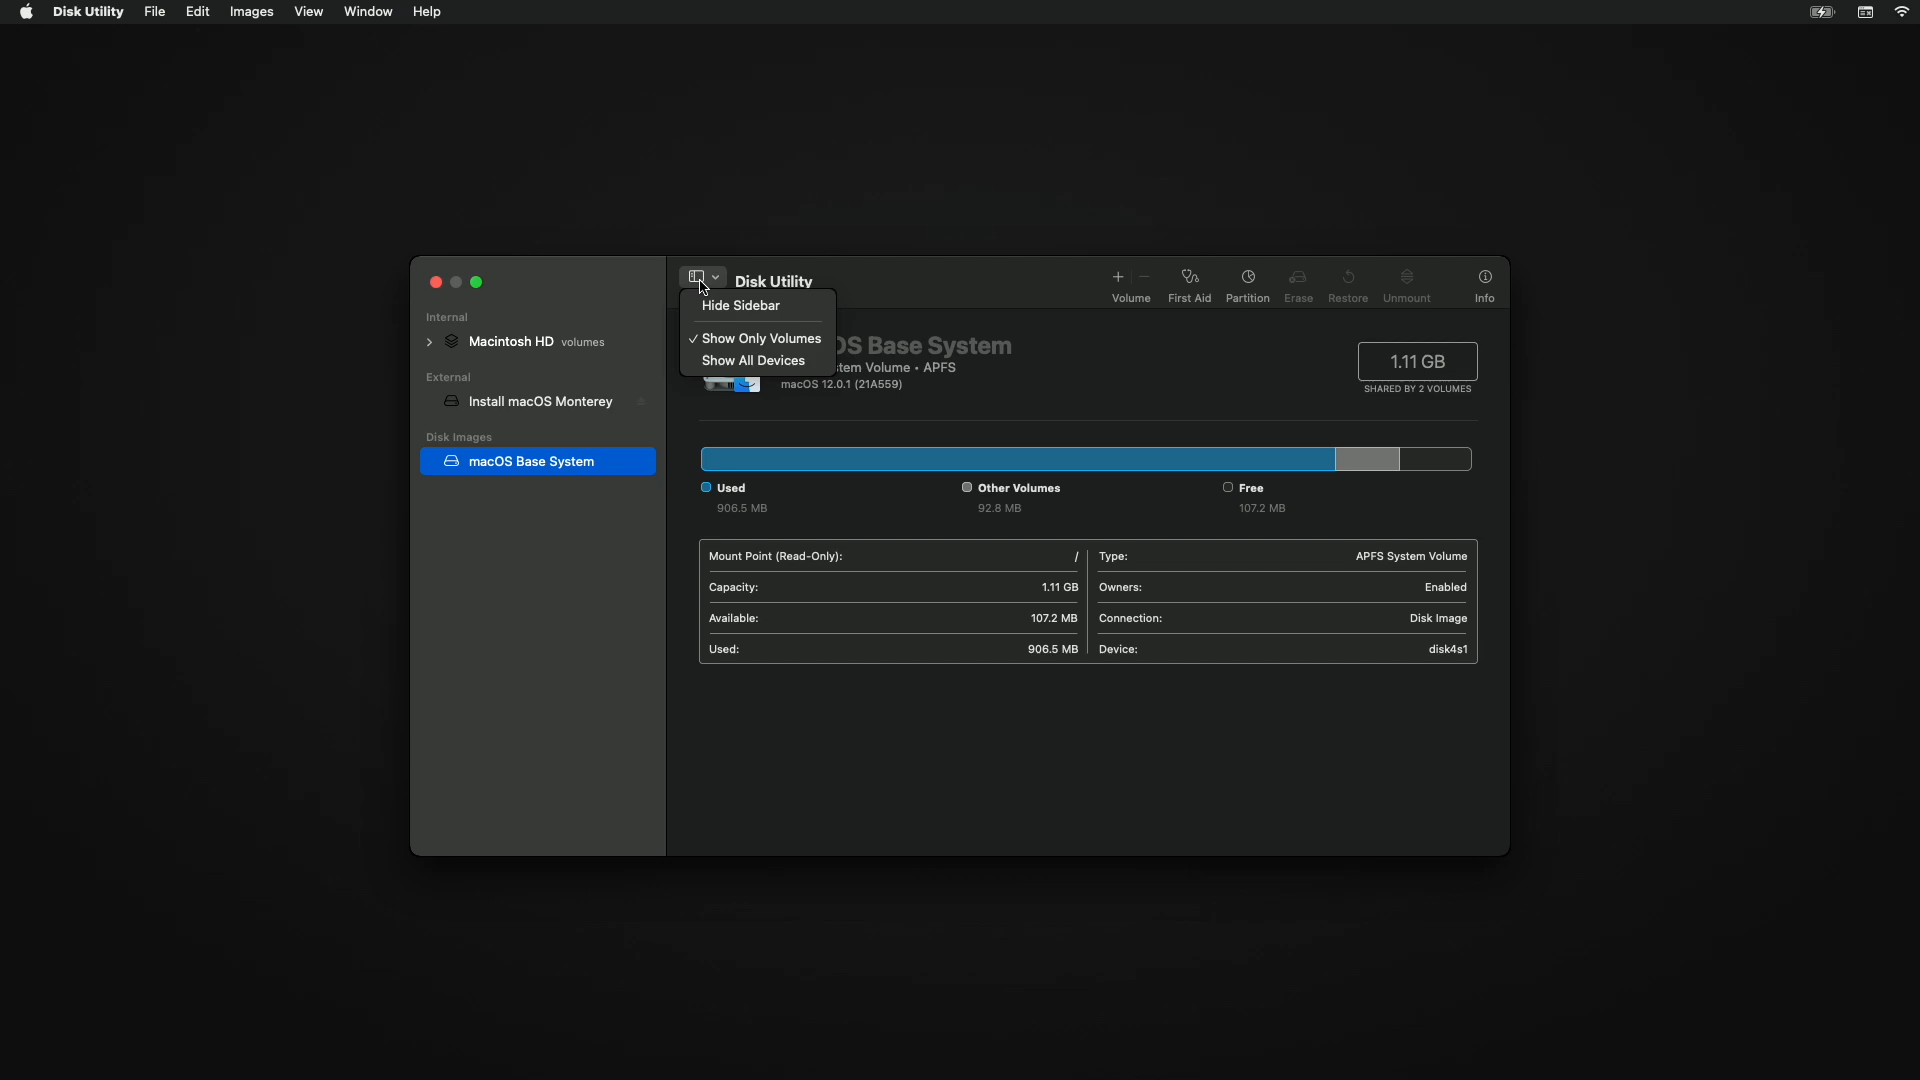 Disk Utility File Edit Images View Window Help
Disk Utility
Volume First Aid Partition Erase Restore Unmount Info
Hide Sidebar
✓ Show Only Volumes
Show All Devices
Internal
Macintosh HD volumes
External
Install macOS Monterey
Disk Images
macOS Base System
OS Base System
tem Volume • APFS
macOS 12.0.1 (21A559)
1.11 GB
SHARED BY 2 VOLUMES
Used
906.5 MB
Other Volumes
92.8 MB
Free
107.2 MB
Mount Point (Read-Only): /
Capacity: 1.11 GB
Available: 107.2 MB
Used: 906.5 MB
Type: APFS System Volume
Owners: Enabled
Connection: Disk Image
Device: disk4s1